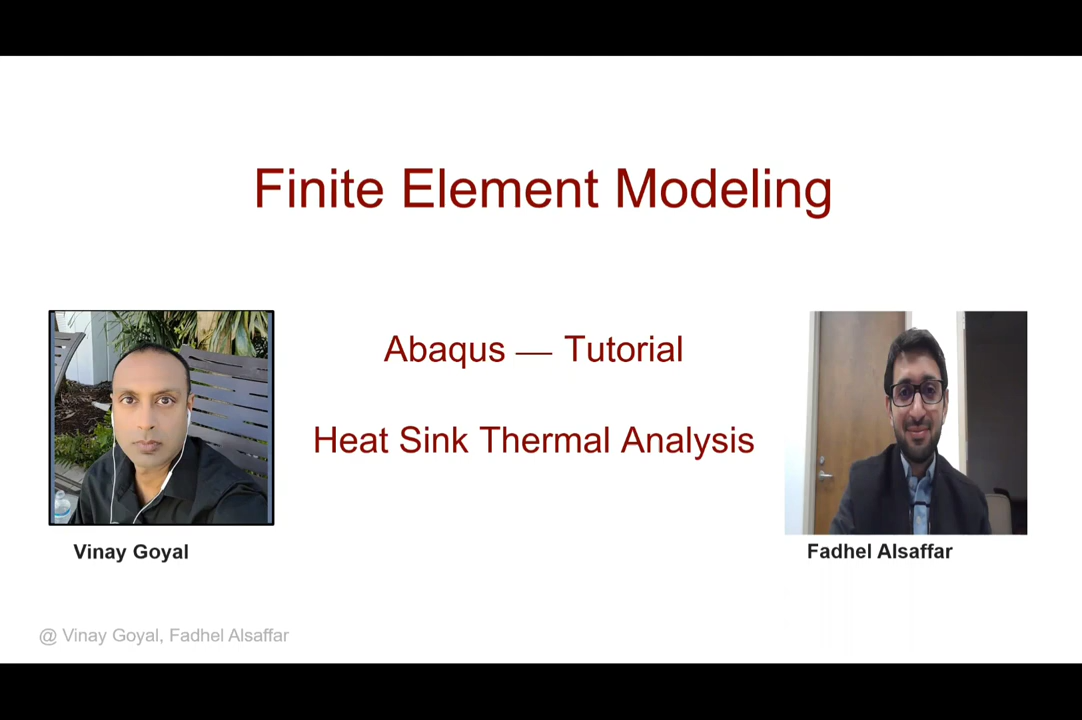 Finite Element Modeling
Abaqus — Tutorial
Heat Sink Thermal Analysis
Vinay Goyal
Fadhel Alsaffar
@ Vinay Goyal, Fadhel Alsaffar